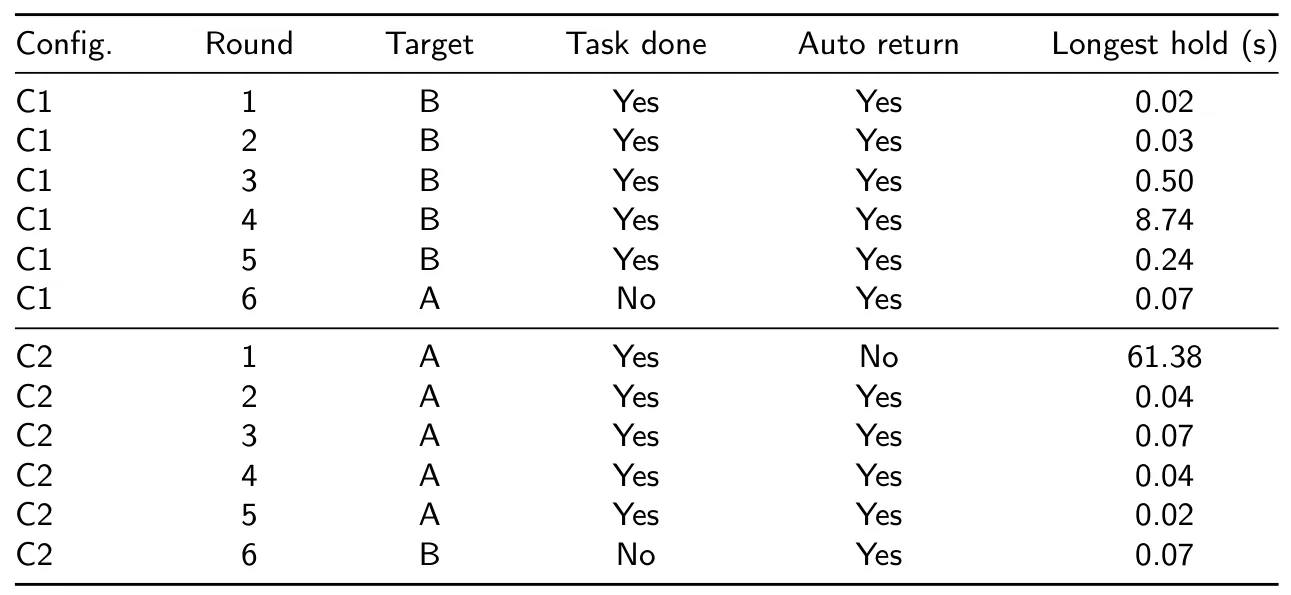 Config. Round Target Task done Auto return Longest hold (s)
C1 1 B Yes Yes 0.02
C1 2 B Yes Yes 0.03
C1 3 B Yes Yes 0.50
C1 4 B Yes Yes 8.74
C1 5 B Yes Yes 0.24
C1 6 A No Yes 0.07
C2 1 A Yes No 61.38
C2 2 A Yes Yes 0.04
C2 3 A Yes Yes 0.07
C2 4 A Yes Yes 0.04
C2 5 A Yes Yes 0.02
C2 6 B No Yes 0.07